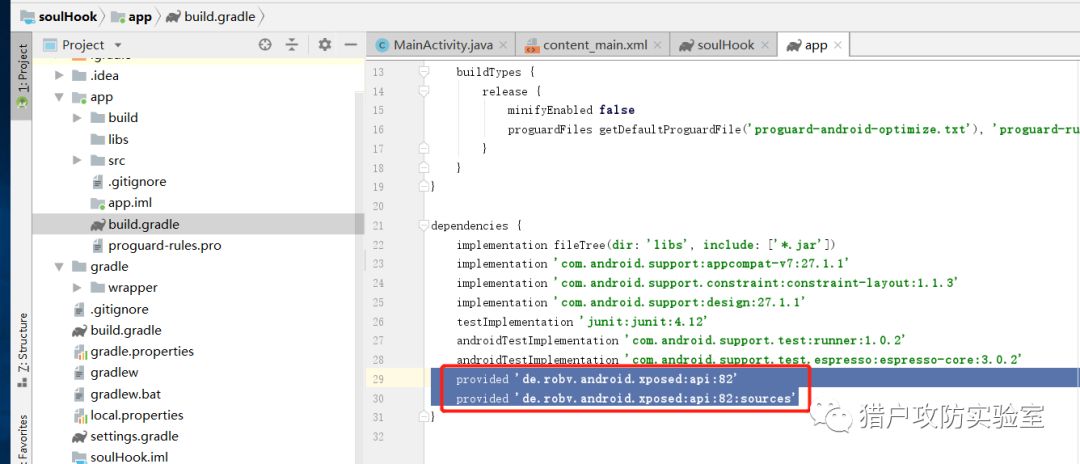 soulHook app build.gradle
Project
MainActivity.java content_main.xml soulHook app
1: Project
.idea
app
build
libs
src
.gitignore
app.iml
build.gradle
proguard-rules.pro
gradle
wrapper
.gitignore
build.gradle
gradle.properties
gradlew
gradlew.bat
local.properties
settings.gradle
soulHook.iml
Z: Structure
Favorites
13 buildTypes {
14 release {
15 minifyEnabled false
16 proguardFiles getDefaultProguardFile('proguard-android-optimize.txt'), 'proguard-ru
17 }
18 }
19 }
20
21 dependencies {
22 implementation fileTree(dir: 'libs', include: ['*.jar'])
23 implementation 'com.android.support:appcompat-v7:27.1.1'
24 implementation 'com.android.support.constraint:constraint-layout:1.1.3'
25 implementation 'com.android.support:design:27.1.1'
26 testImplementation 'junit:junit:4.12'
27 androidTestImplementation 'com.android.support.test:runner:1.0.2'
28 androidTestImplementation 'com.android.support.test.espresso:espresso-core:3.0.2'
29 provided 'de.robv.android.xposed:api:82'
30 provided 'de.robv.android.xposed:api:82:sources'
31 }
32
猎户攻防实验室